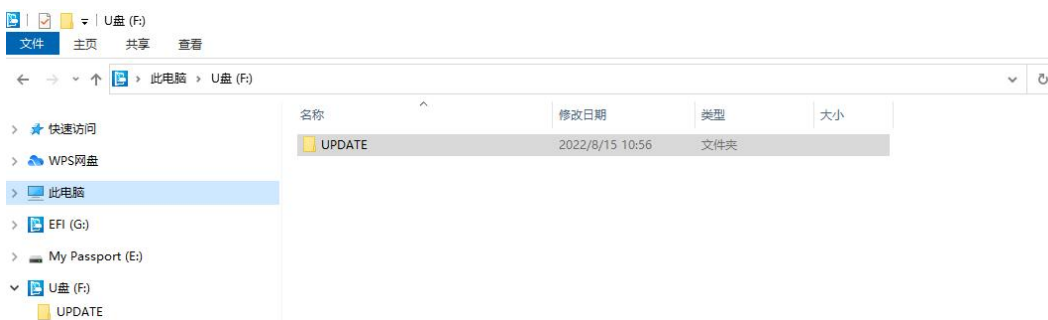 U盘 (F:)
文件 主页 共享 查看
此电脑 U盘 (F:)
名称 修改日期 类型 大小
快速访问
UPDATE 2022/8/15 10:56 文件夹
WPS网盘
此电脑
EFI (G:)
My Passport (E:)
U盘 (F:)
UPDATE